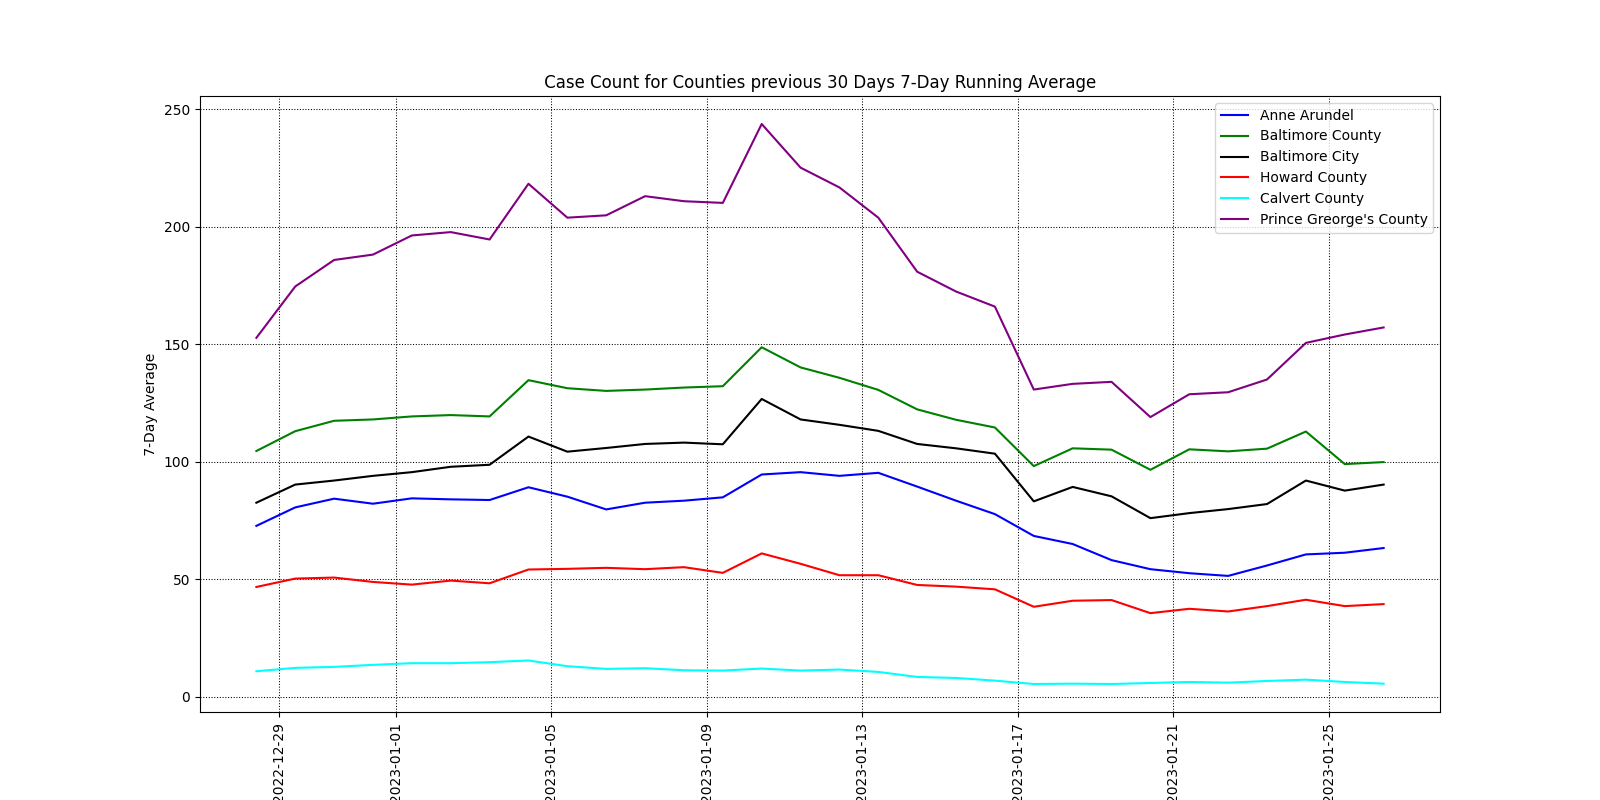 Case Count for Counties previous 30 Days 7-Day Running Average
250
200
150
100
50
0
7-Day Average
Anne Arundel
Baltimore County
Baltimore City
Howard County
Calvert County
Prince Greorge's County
2022-12-29
2023-01-01
2023-01-05
2023-01-09
2023-01-13
2023-01-17
2023-01-21
2023-01-25